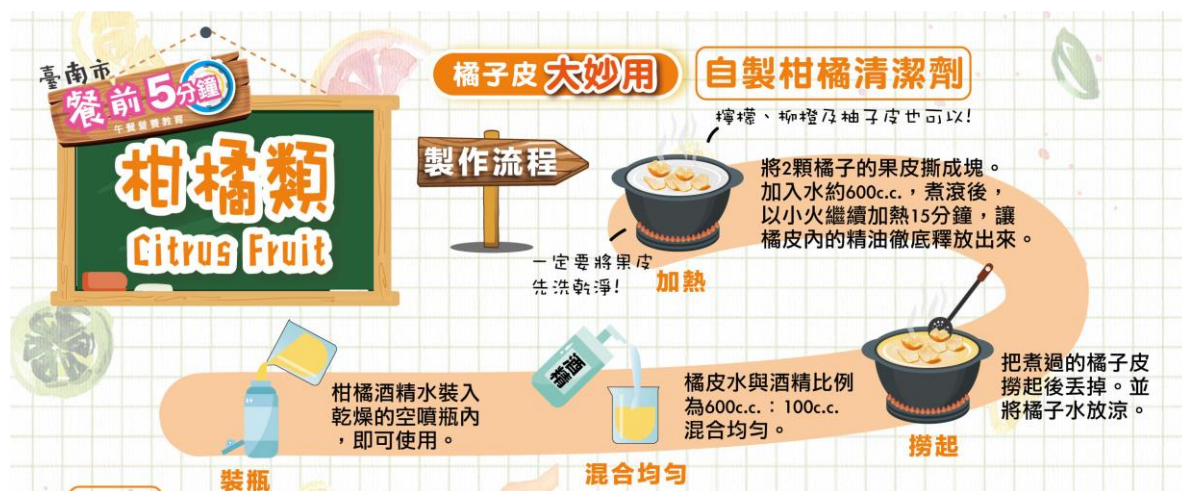 臺南市
餐前5分鐘
午餐營養教育
柑橘類
Citrus Fruit
橘子皮大妙用
自製柑橘清潔劑
製作流程
檸檬、柳橙及柚子皮也可以!
將2顆橘子的果皮撕成塊。
加入水約600c.c.,煮滾後,
以小火繼續加熱15分鐘,讓
橘皮內的精油徹底釋放出來。
一定要將果皮
先洗乾淨!
加熱
把煮過的橘子皮
撈起後丟掉。並
將橘子水放涼。
撈起
酒精
橘皮水與酒精比例
為600c.c.:100c.c.
混合均勻。
混合均勻
柑橘酒精水裝入
乾燥的空噴瓶內
,即可使用。
裝瓶